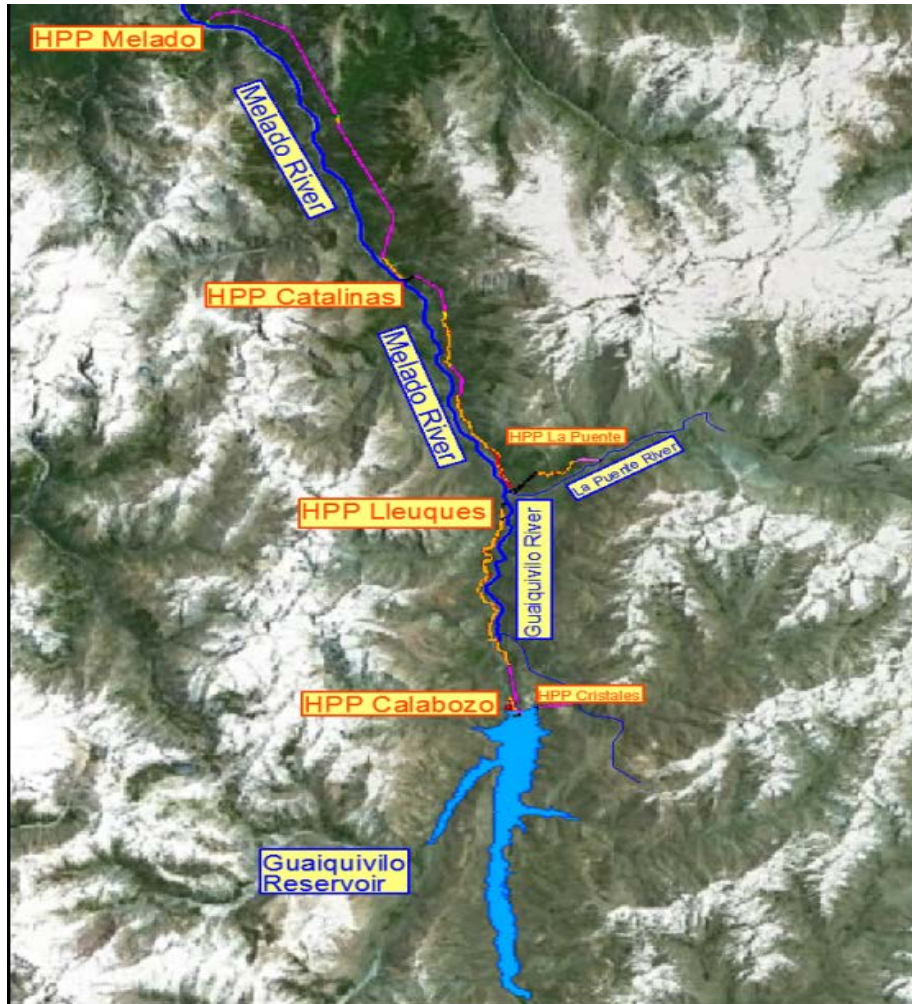 HPP Melado
Melado River
HPP Catalinas
Melado River
HPP La Puente
La Puente River
HPP Lleuques
Guaiquivilo River
HPP Calabozo
HPP Cristales
Guaiquivilo
Reservoir